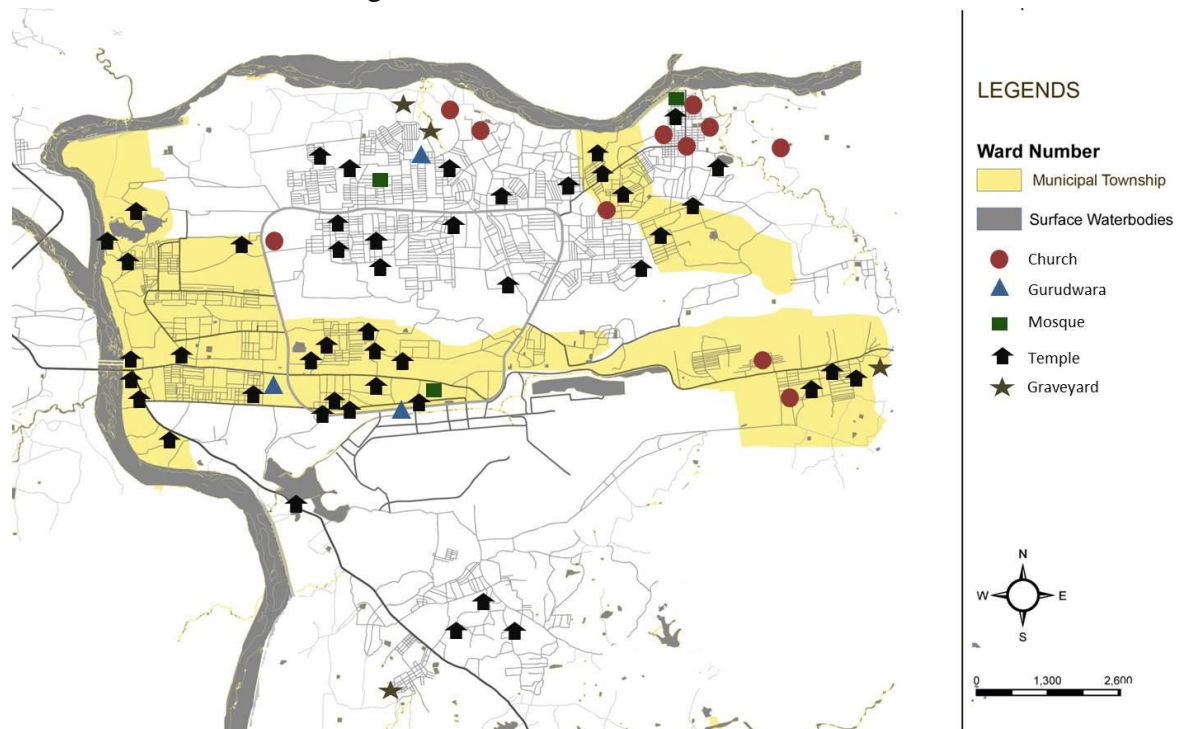 LEGENDS
Ward Number
Municipal Township
Surface Waterbodies
Church
Gurudwara
Mosque
Temple
Graveyard
N
W E
S
0 1,300 2,600